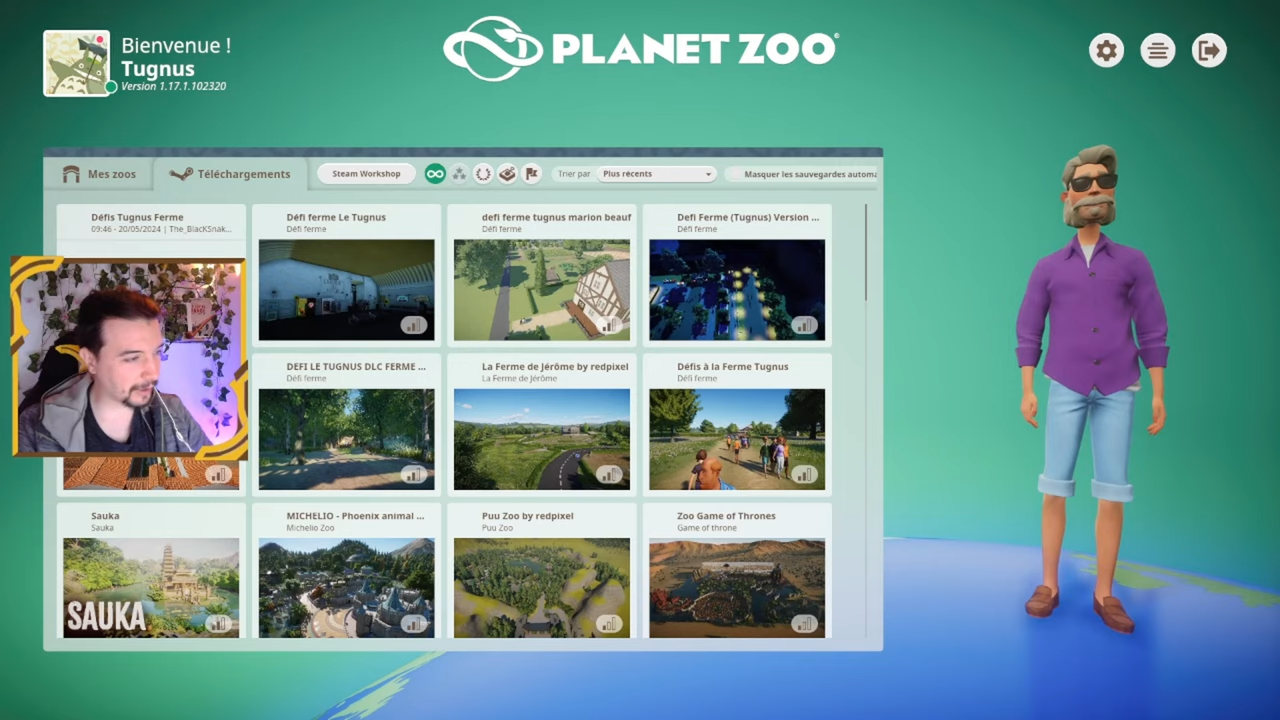 Bienvenue !
Tugnus
Version 1.17.1.102320
PLANET ZOO
Mes zoos
Téléchargements
Steam Workshop
Trier par
Plus récents
Masquer les sauvegardes automa
Défis Tugnus Ferme
09:46 - 20/05/2024 | The_BlacKSnak...
Défi ferme Le Tugnus
Défi ferme
defi ferme tugnus marion beauf
Défi ferme
Defi Ferme (Tugnus) Version ...
Défi ferme
DEFI LE TUGNUS DLC FERME ...
Défi ferme
La Ferme de Jérôme by redpixel
La Ferme de Jérôme
Défis à la Ferme Tugnus
Défi ferme
Sauka
Sauka
SAUKA
MICHELIO - Phoenix animal ...
Michelio Zoo
Puu Zoo by redpixel
Puu Zoo
Zoo Game of Thrones
Game of throne